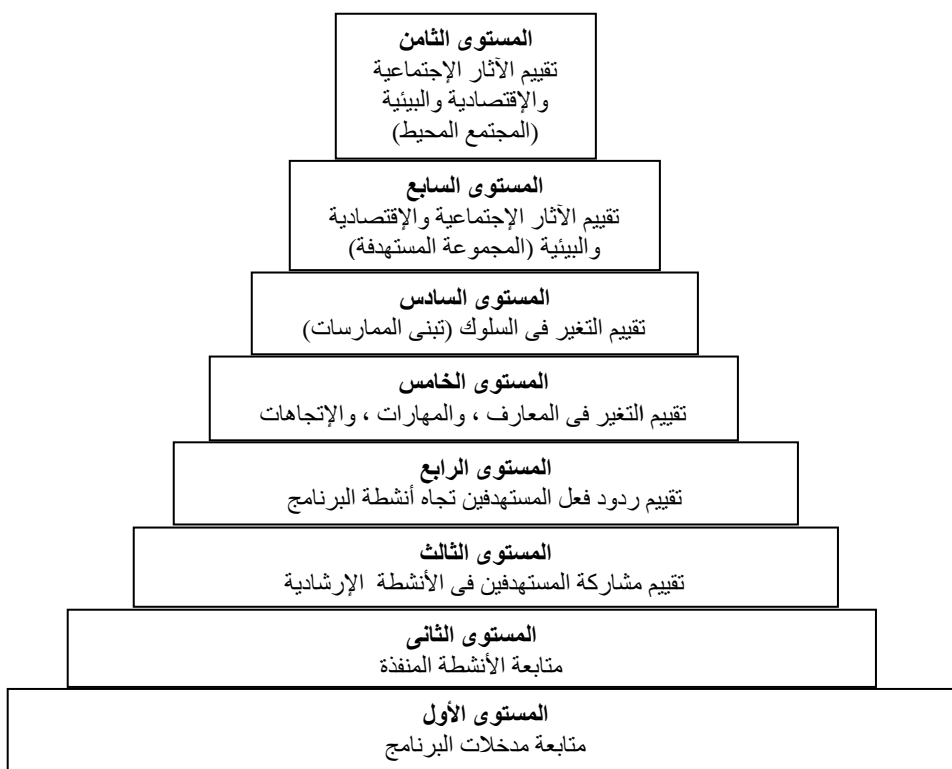 المستوى الثامن
تقييم الآثار الإجتماعية
والإقتصادية والبيئية
(المجتمع المحيط)
المستوى السابع
تقييم الآثار الإجتماعية والإقتصادية
والبيئية (المجموعة المستهدفة)
المستوى السادس
تقييم التغير فى السلوك (تبنى الممارسات)
المستوى الخامس
تقييم التغير فى المعارف ، والمهارات ، والإتجاهات
المستوى الرابع
تقييم ردود فعل المستهدفين تجاه أنشطة البرنامج
المستوى الثالث
تقييم مشاركة المستهدفين فى الأنشطة الإرشادية
المستوى الثانى
متابعة الأنشطة المنفذة
المستوى الأول
متابعة مدخلات البرنامج